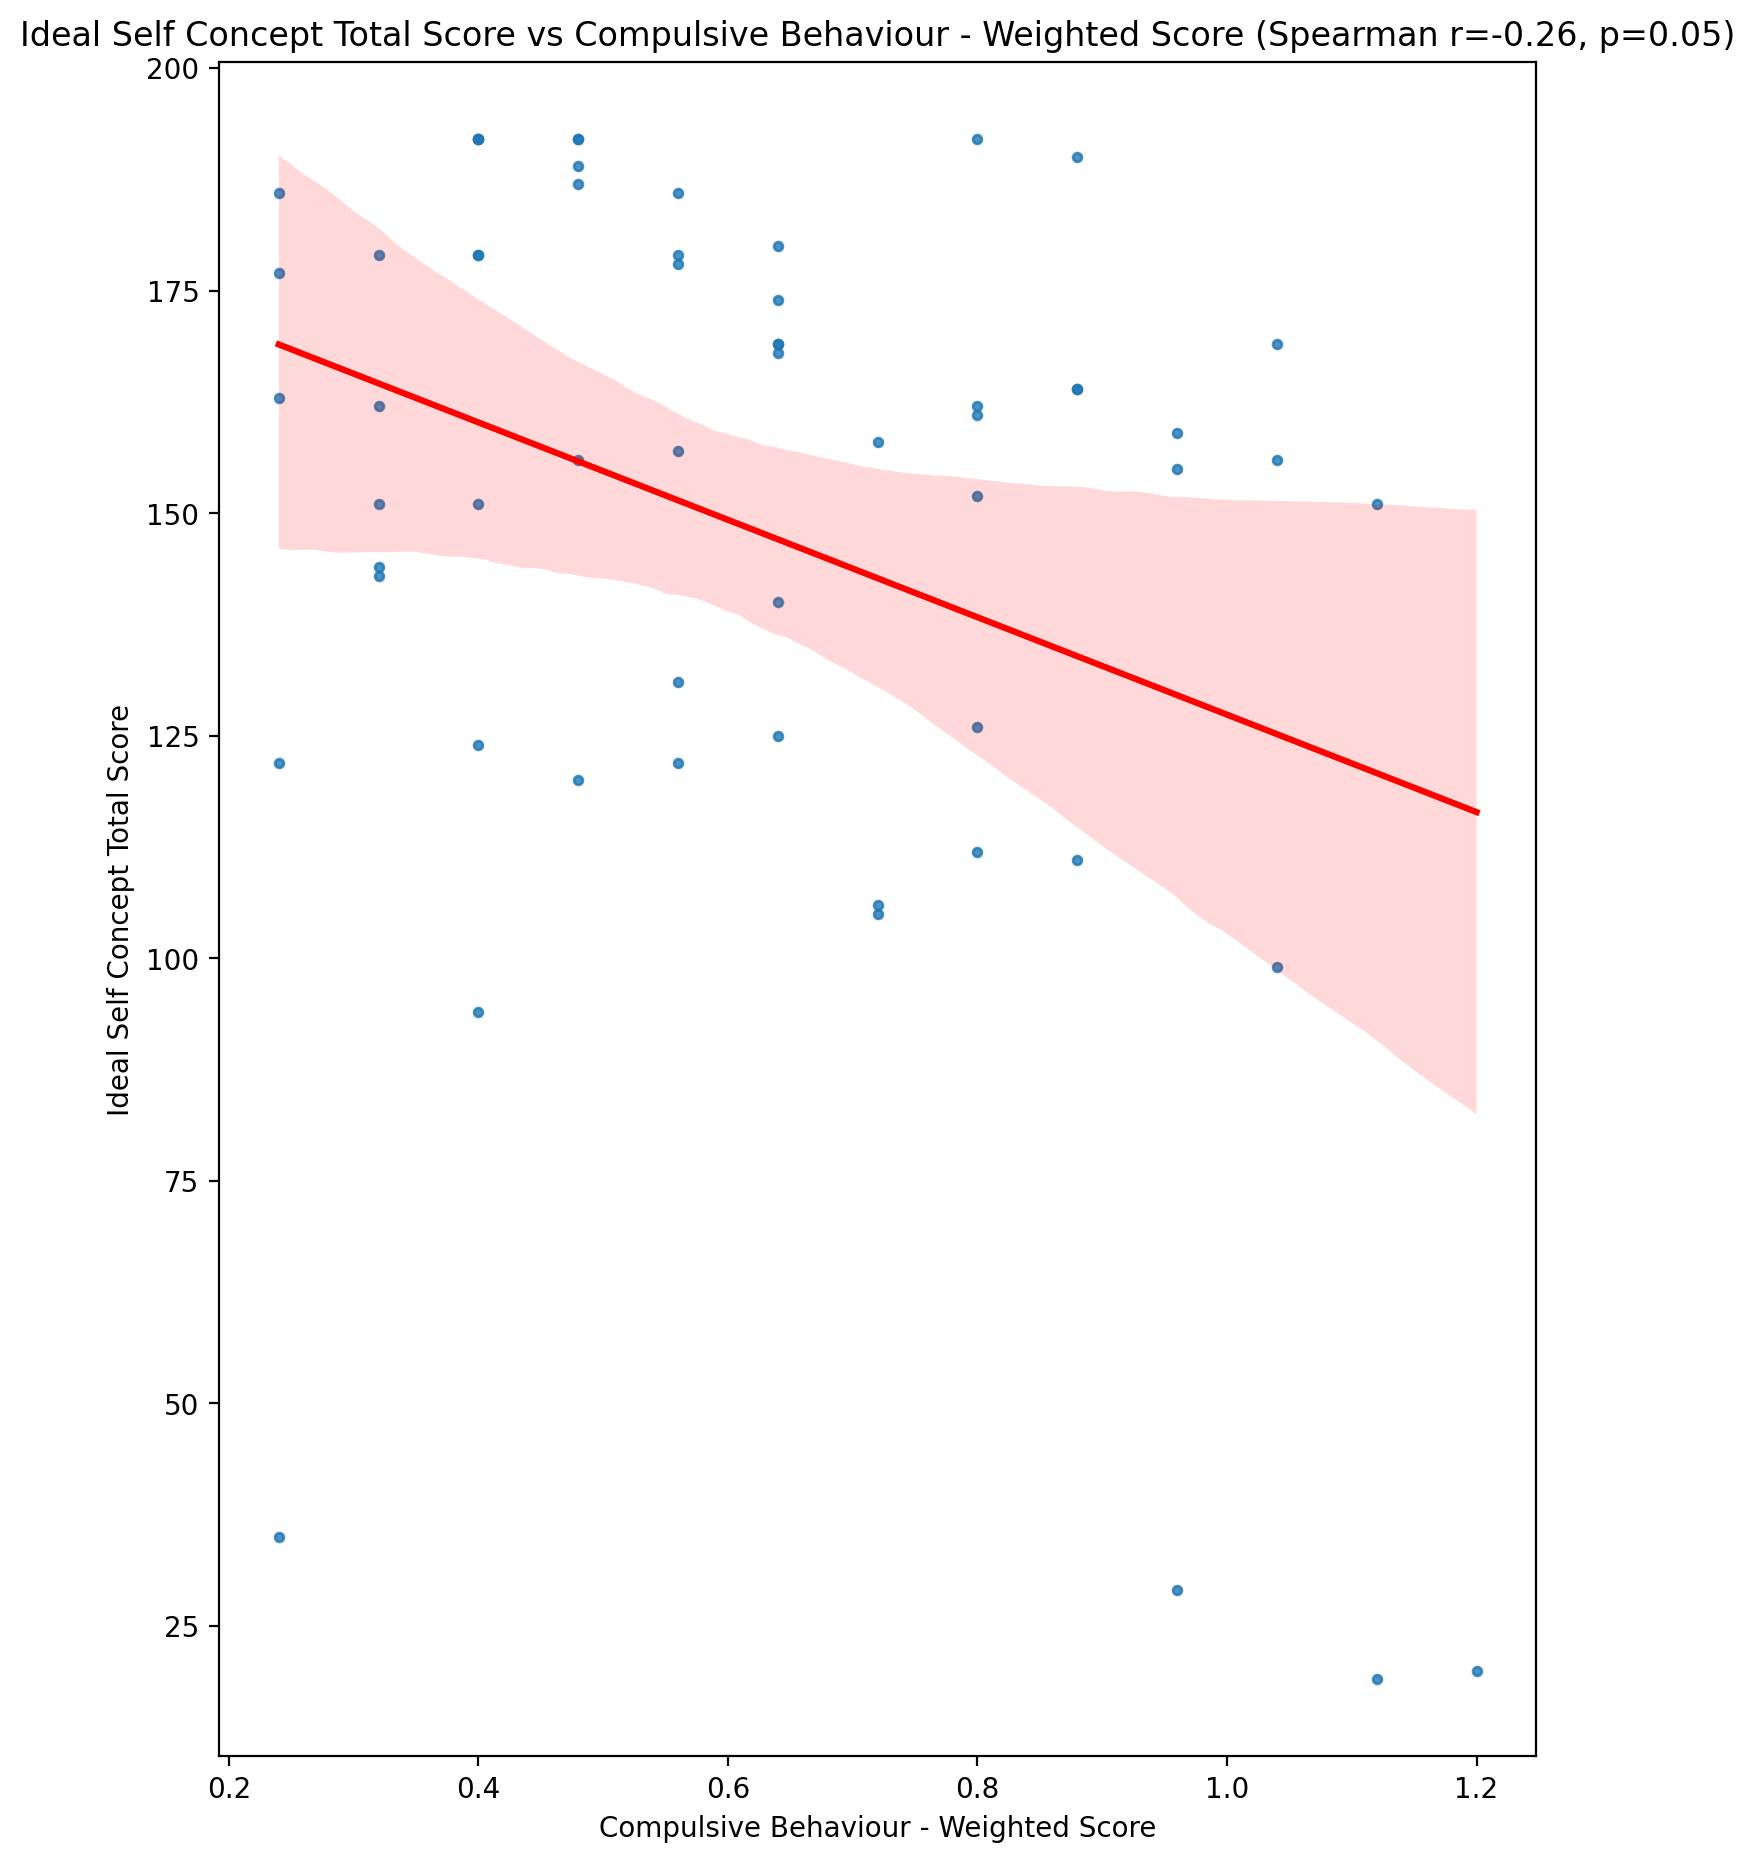 Ideal Self Concept Total Score vs Compulsive Behaviour - Weighted Score (Spearman r=-0.26, p=0.05)
200
175
150
125
100
75
50
25
Ideal Self Concept Total Score
0.2 0.4 0.6 0.8 1.0 1.2
Compulsive Behaviour - Weighted Score